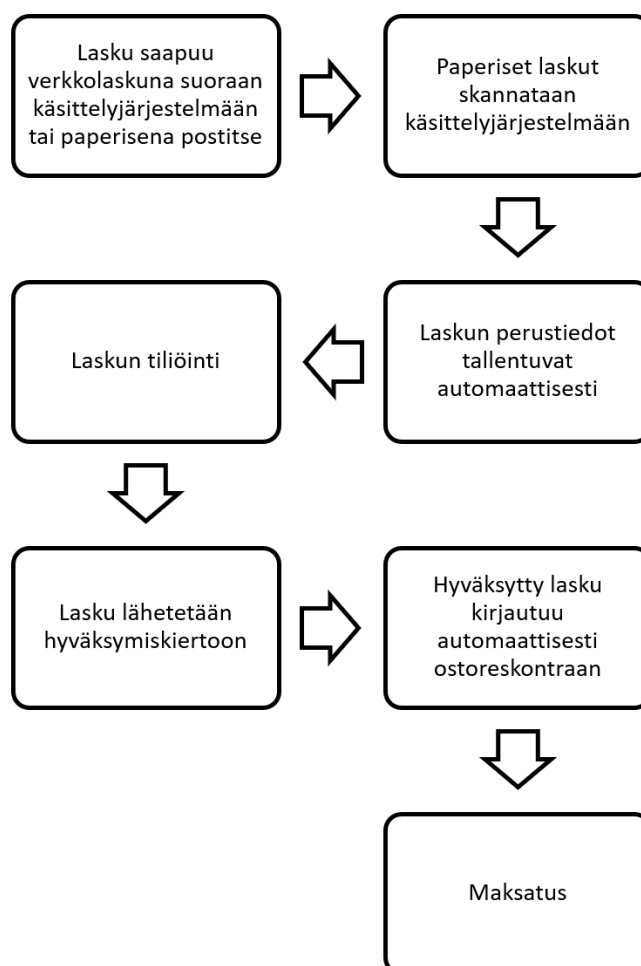 Lasku saapuu
verkkolaskuna suoraan
käsittelyjärjestelmään
tai paperisena postitse
Paperiset laskut
skannataan
käsittelyjärjestelmään
Laskun perustiedot
tallentuvat
automaattisesti
Laskun tiliöinti
Lasku lähetetään
hyväksymiskiertoon
Hyväksytty lasku
kirjautuu
automaattisesti
ostoreskontraan
Maksatus